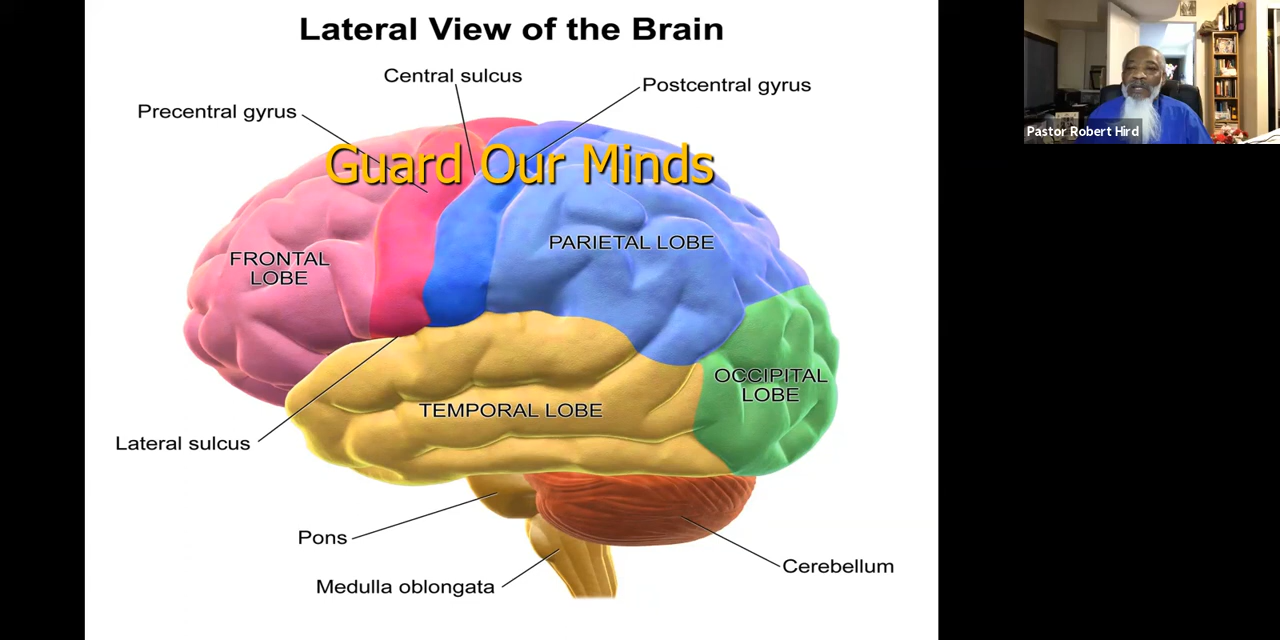 Lateral View of the Brain
Central sulcus
Postcentral gyrus
Precentral gyrus
Guard Our Minds
PARIETAL LOBE
FRONTAL
LOBE
OCCIPITAL
LOBE
TEMPORAL LOBE
Lateral sulcus
Pons
Cerebellum
Medulla oblongata
Pastor Robert Hird